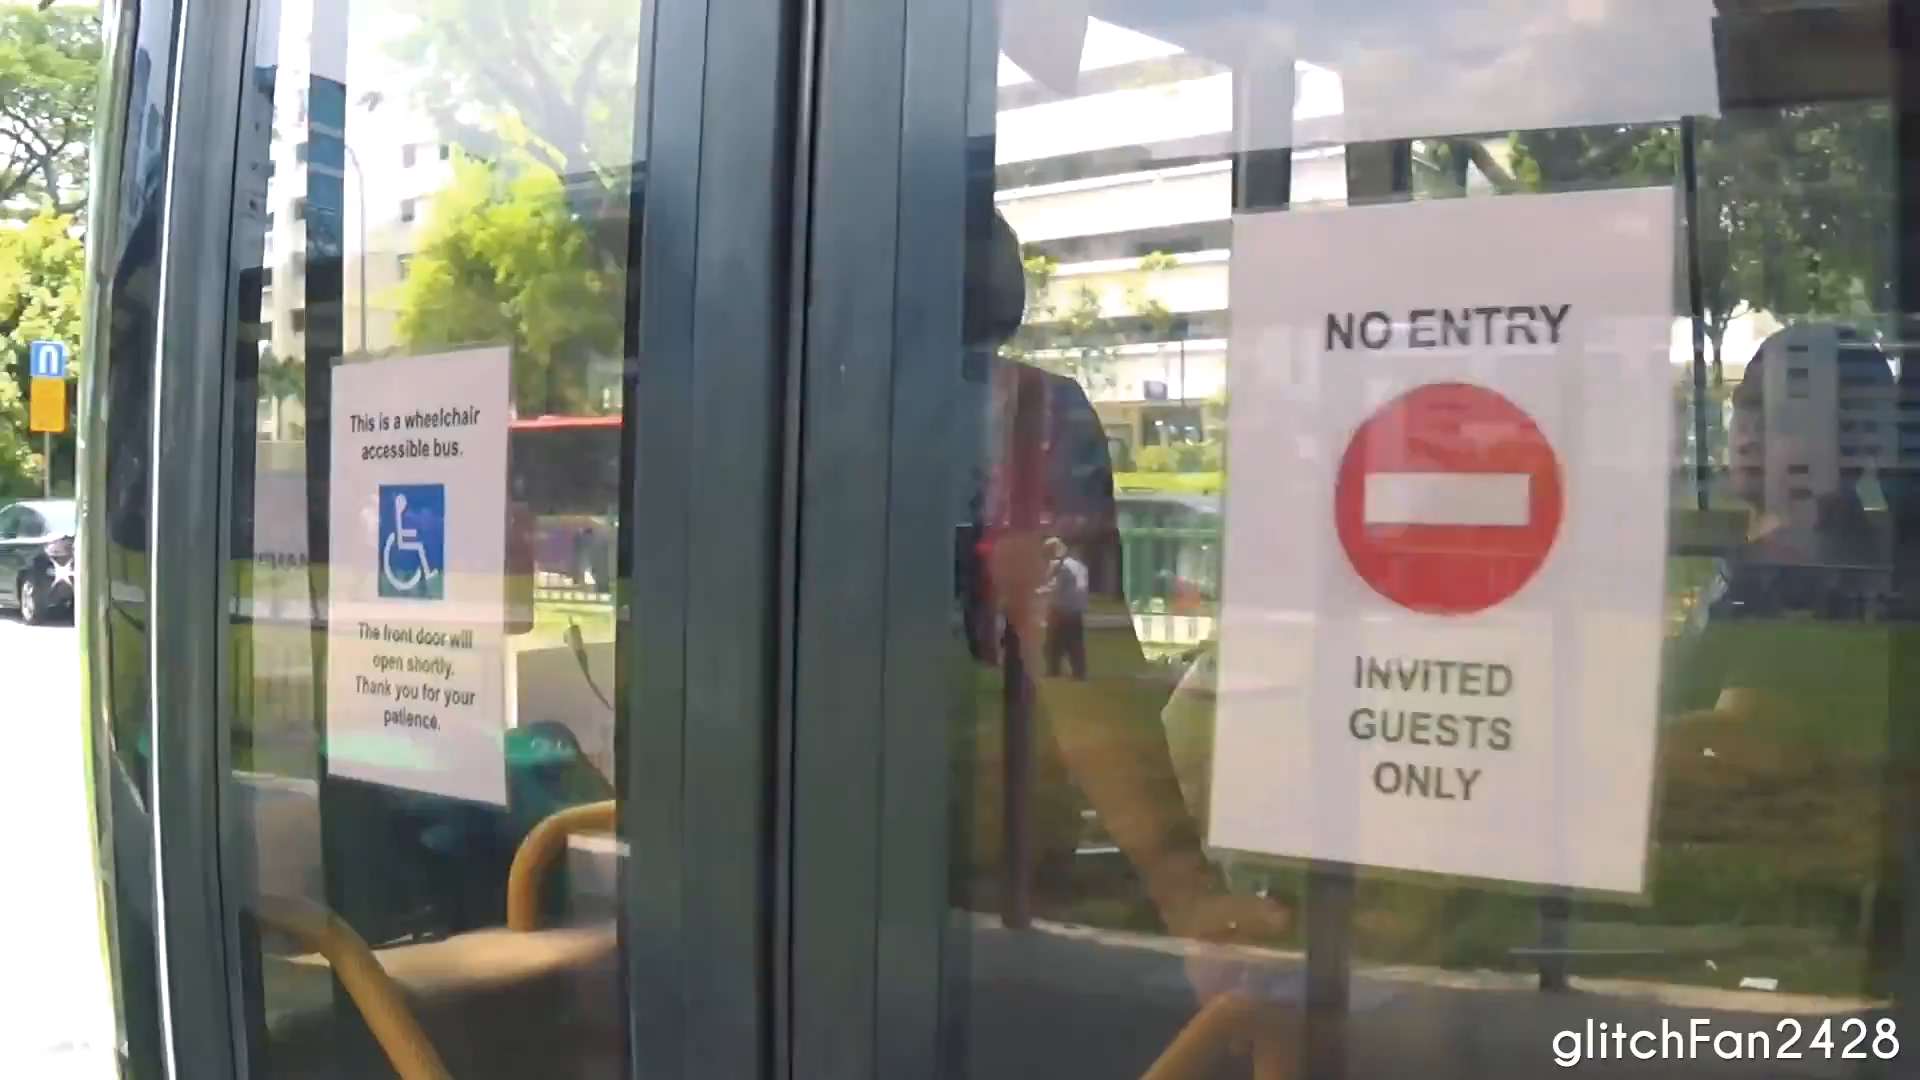 This is a wheelchair
accessible bus.
The front door will
open shortly.
Thank you for your
patience.
NO ENTRY
INVITED
GUESTS
ONLY
glitchFan2428